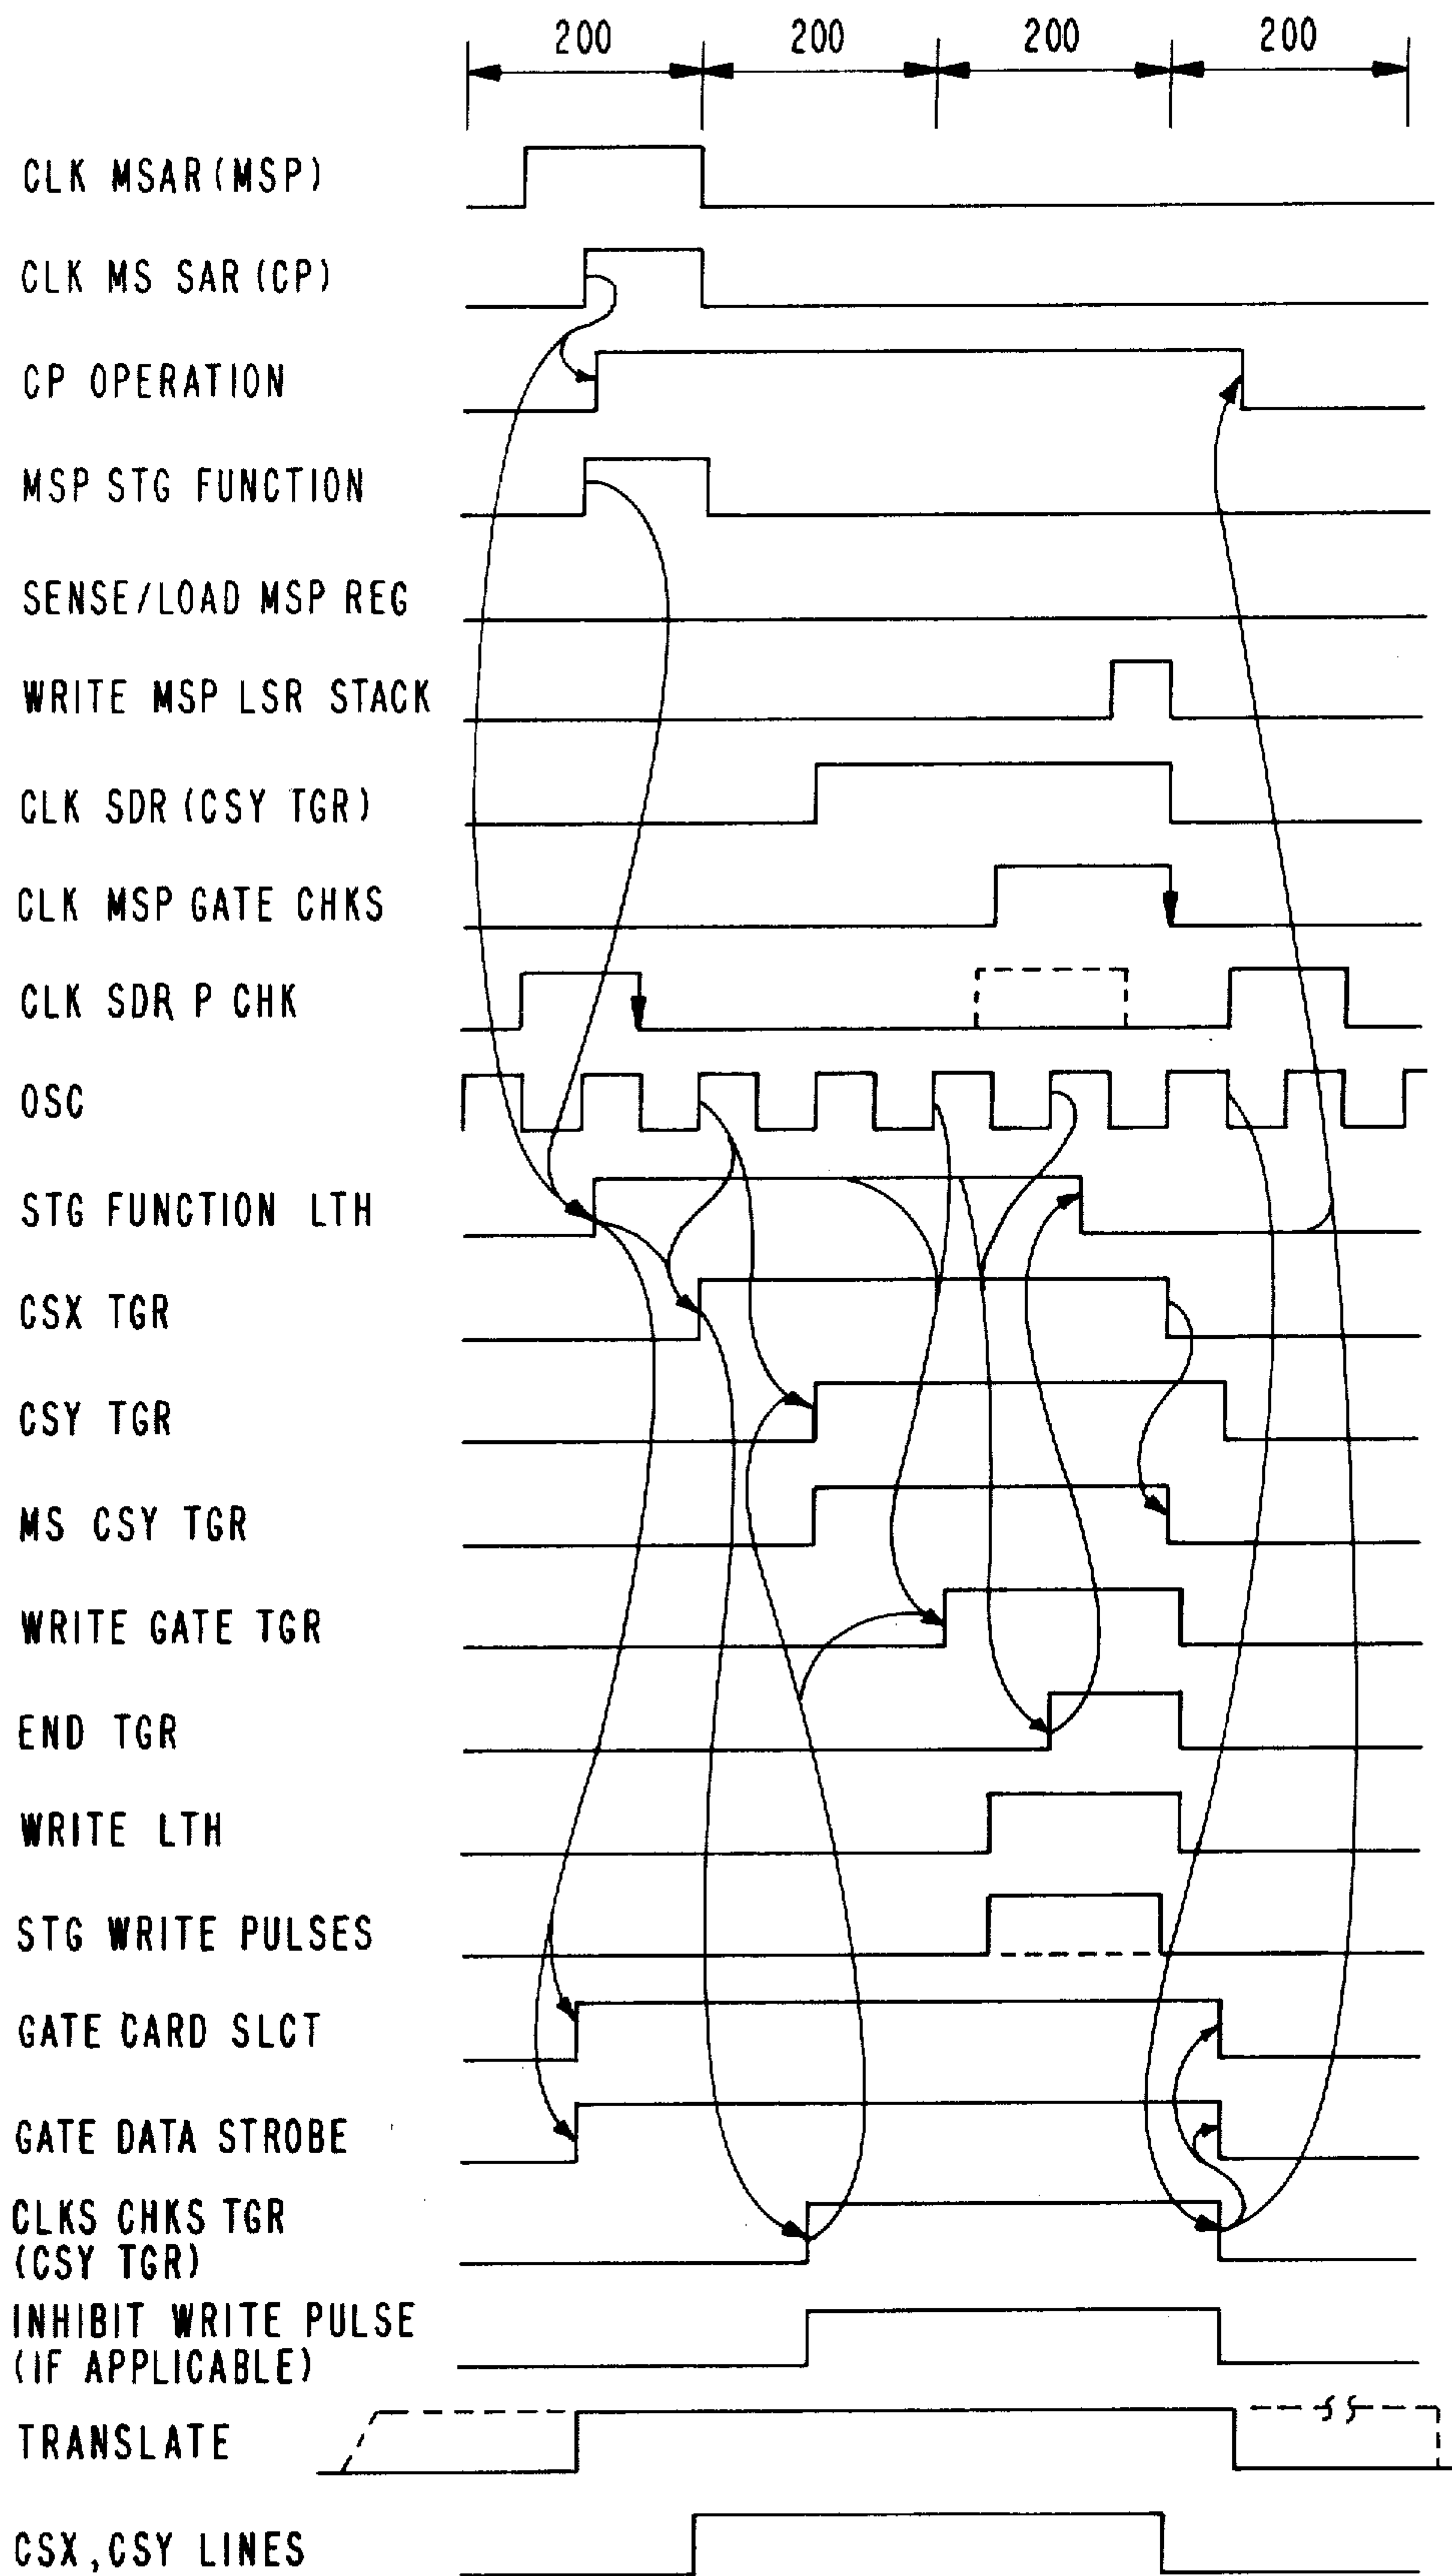 200 200 200 200
CLK MSAR (MSP)
CLK MS SAR (CP)
CP OPERATION
MSP STG FUNCTION
SENSE/LOAD MSP REG
WRITE MSP LSR STACK
CLK SDR (CSY TGR)
CLK MSP GATE CHKS
CLK SDR P CHK
OSC
STG FUNCTION LTH
CSX TGR
CSY TGR
MS CSY TGR
WRITE GATE TGR
END TGR
WRITE LTH
STG WRITE PULSES
GATE CARD SLCT
GATE DATA STROBE
CLKS CHKS TGR
(CSY TGR)
INHIBIT WRITE PULSE
(IF APPLICABLE)
TRANSLATE
CSX, CSY LINES